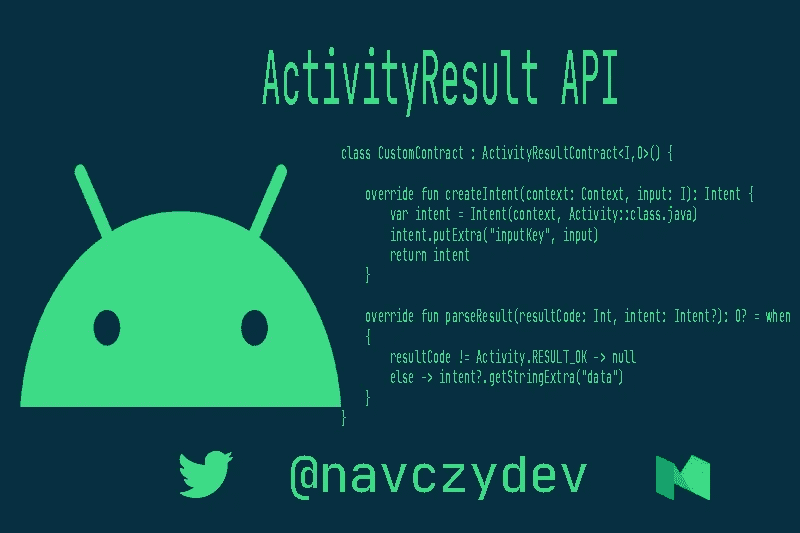 ActivityResult API
class CustomContract : ActivityResultContract<I,O>() {
override fun createIntent(context: Context, input: I): Intent {
var intent = Intent(context, Activity::class.java)
intent.putExtra("inputKey", input)
return intent
}
override fun parseResult(resultCode: Int, intent: Intent?): O? = when
{
resultCode != Activity.RESULT_OK -> null
else -> intent?.getStringExtra("data")
}
}
@navczydev